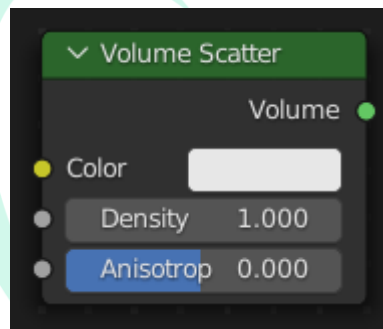 Volume Scatter
Volume
Color
Density 1.000
Anisotrop 0.000